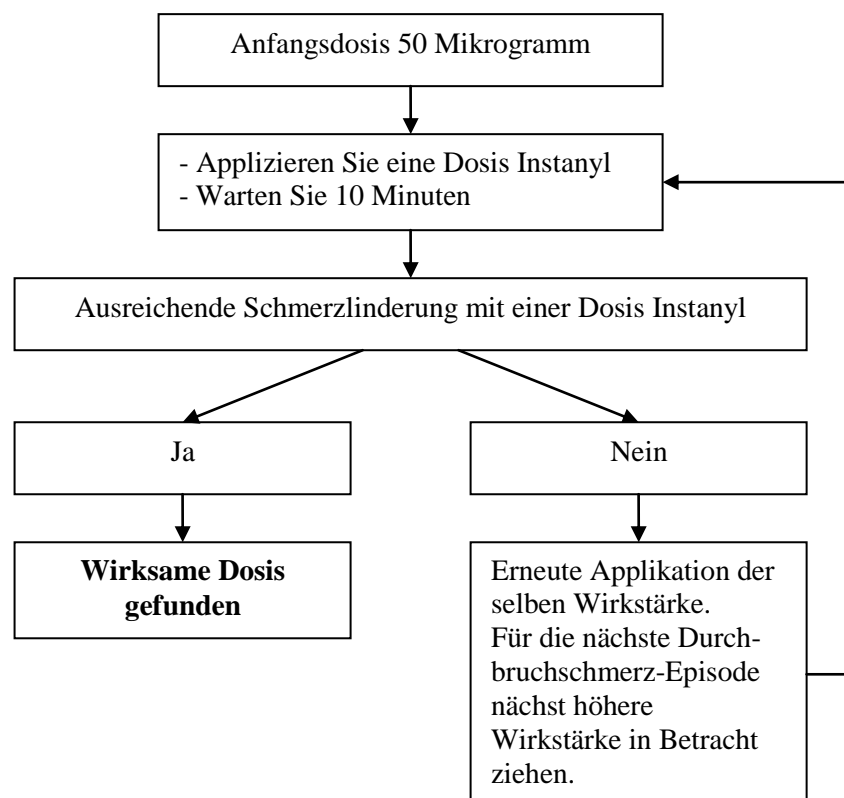 Anfangsdosis 50 Mikrogramm
- Applizieren Sie eine Dosis Instanyl
- Warten Sie 10 Minuten
Ausreichende Schmerzlinderung mit einer Dosis Instanyl
Ja
Nein
Wirksame Dosis
gefunden
Erneute Applikation der
selben Wirkstärke.
Für die nächste Durch-
bruchschmerz-Episode
nächst höhere
Wirkstärke in Betracht
ziehen.